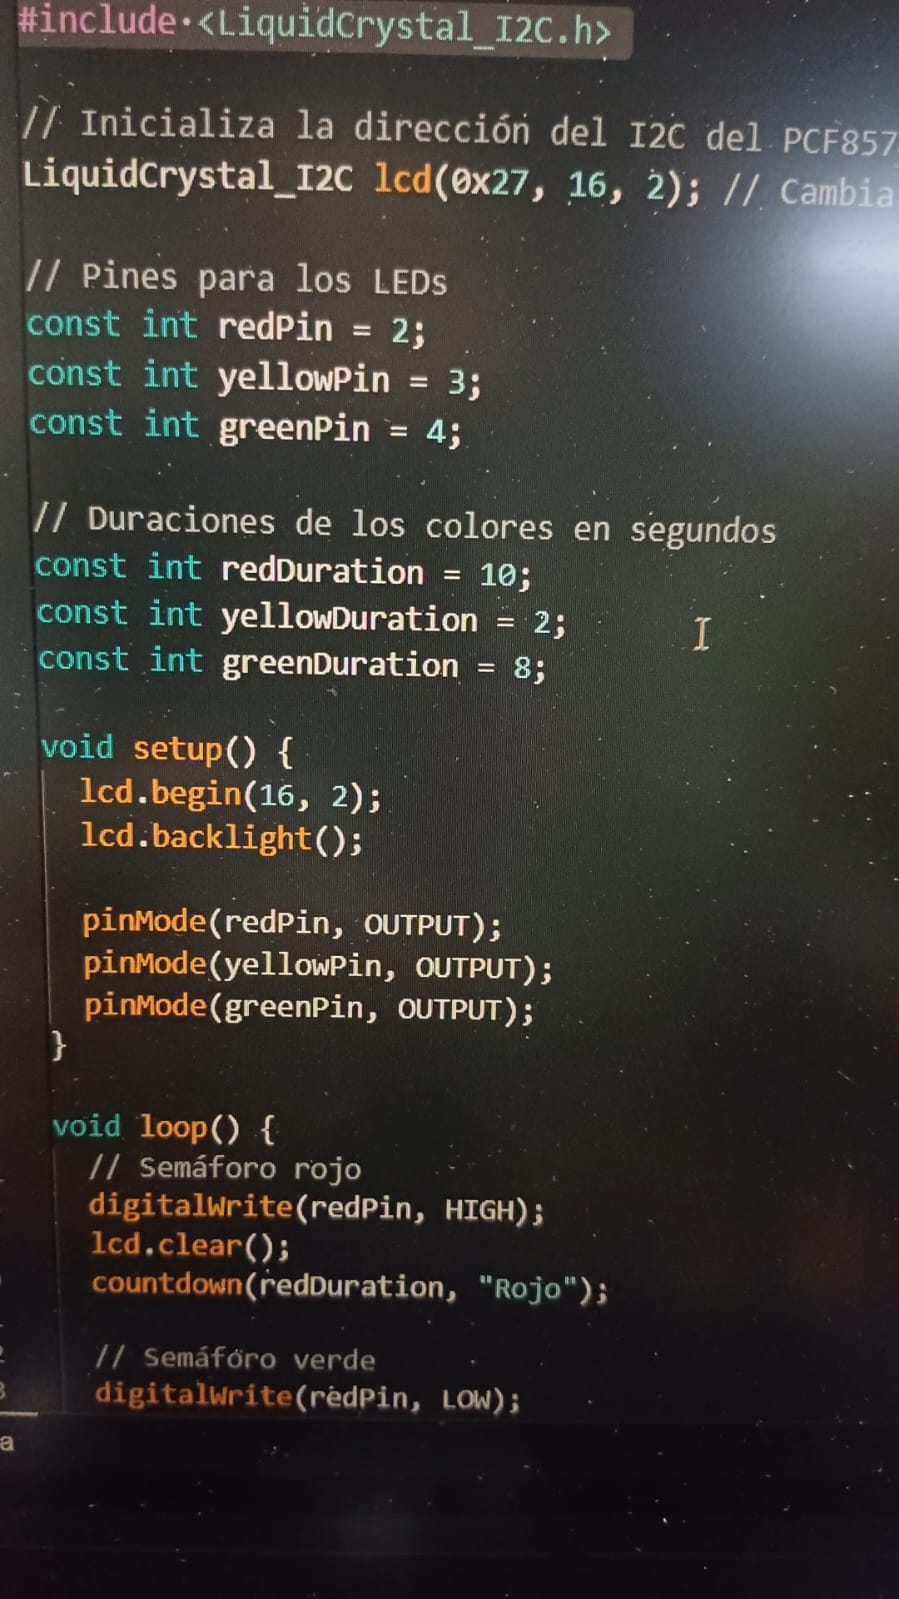 #include <LiquidCrystal_I2C.h>
// Inicializa la dirección del I2C del PCF857
LiquidCrystal_I2C lcd(0x27, 16, 2); // Cambia
// Pines para los LEDs
const int redPin = 2;
const int yellowPin = 3;
const int greenPin = 4;
// Duraciones de los colores en segundos
const int redDuration = 10;
const int yellowDuration = 2;
const int greenDuration = 8;
void setup() {
lcd.begin(16, 2);
lcd.backlight();
pinMode(redPin, OUTPUT);
pinMode(yellowPin, OUTPUT);
pinMode(greenPin, OUTPUT);
}
void loop() {
// Semáforo rojo
digitalWrite(redPin, HIGH);
lcd.clear();
countdown(redDuration, "Rojo");
// Semáforo verde
digitalWrite(redPin, LOW);
a